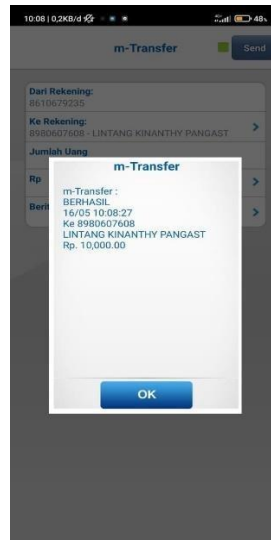 10:08 | 0,2KB/d
48
m-Transfer
Send
Dari Rekening:
8610679235
Ke Rekening:
8980607608 - LINTANG KINANTHY PANGAST
Jumlah Uang
Rp
Berit
m-Transfer
m-Transfer :
BERHASIL
16/05 10:08:27
Ke 8980607608
LINTANG KINANTHY PANGAST
Rp. 10,000.00
OK